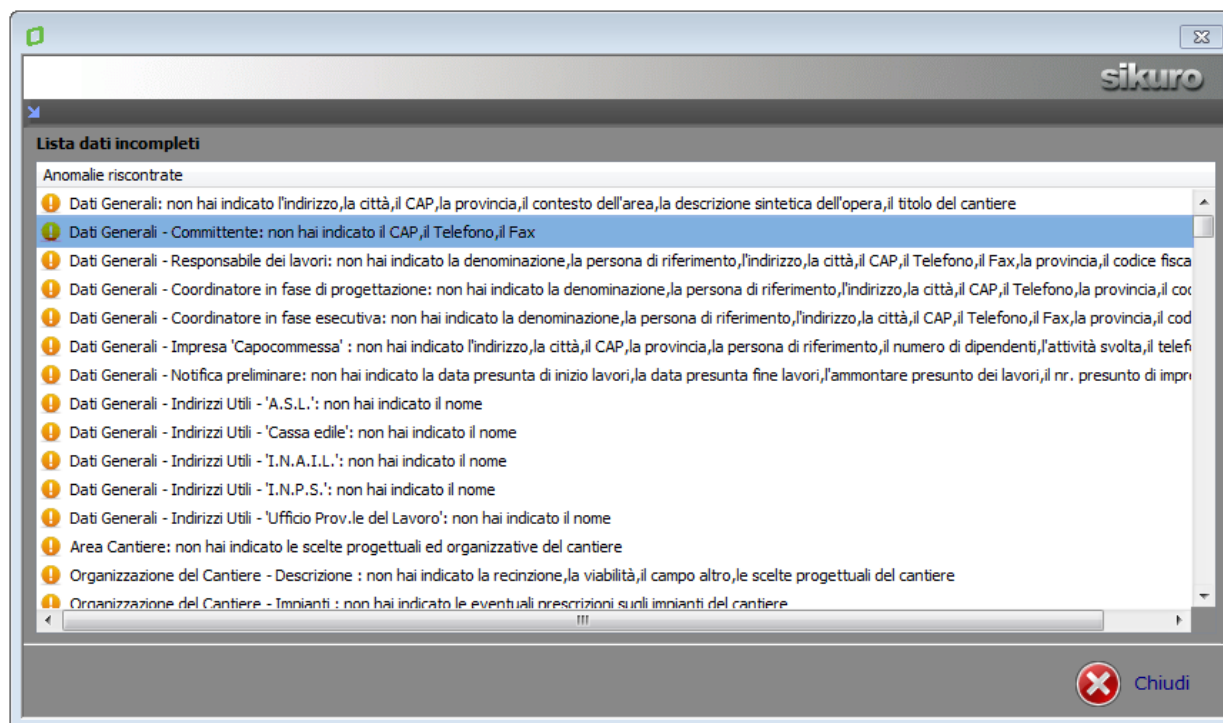 sikuro
Lista dati incompleti
Anomalie riscontrate
Dati Generali: non hai indicato l'indirizzo,la città,il CAP,la provincia,il contesto dell'area,la descrizione sintetica dell'opera,il titolo del cantiere
Dati Generali - Committente: non hai indicato il CAP,il Telefono,il Fax
Dati Generali - Responsabile dei lavori: non hai indicato la denominazione,la persona di riferimento,l'indirizzo,la città,il CAP,il Telefono,il Fax,la provincia,il codice fisca
Dati Generali - Coordinatore in fase di progettazione: non hai indicato la denominazione,la persona di riferimento,l'indirizzo,la città,il CAP,il Telefono,la provincia,il cod
Dati Generali - Coordinatore in fase esecutiva: non hai indicato la denominazione,la persona di riferimento,l'indirizzo,la città,il CAP,il Telefono,il Fax,la provincia,il cod
Dati Generali - Impresa 'Capocommessa' : non hai indicato l'indirizzo,la città,il CAP,la provincia,la persona di riferimento,il numero di dipendenti,l'attività svolta,il telef
Dati Generali - Notifica preliminare: non hai indicato la data presunta di inizio lavori,la data presunta fine lavori,l'ammontare presunto dei lavori,il nr. presunto di impr
Dati Generali - Indirizzi Utili - 'A.S.L.': non hai indicato il nome
Dati Generali - Indirizzi Utili - 'Cassa edile': non hai indicato il nome
Dati Generali - Indirizzi Utili - 'I.N.A.I.L.': non hai indicato il nome
Dati Generali - Indirizzi Utili - 'I.N.P.S.': non hai indicato il nome
Dati Generali - Indirizzi Utili - 'Ufficio Prov.le del Lavoro': non hai indicato il nome
Area Cantiere: non hai indicato le scelte progettuali ed organizzative del cantiere
Organizzazione del Cantiere - Descrizione : non hai indicato la recinzione,la viabilità,il campo altro,le scelte progettuali del cantiere
Organizzazione del Cantiere - Impianti : non hai indicato le eventuali prescrizioni sugli impianti del cantiere
Chiudi